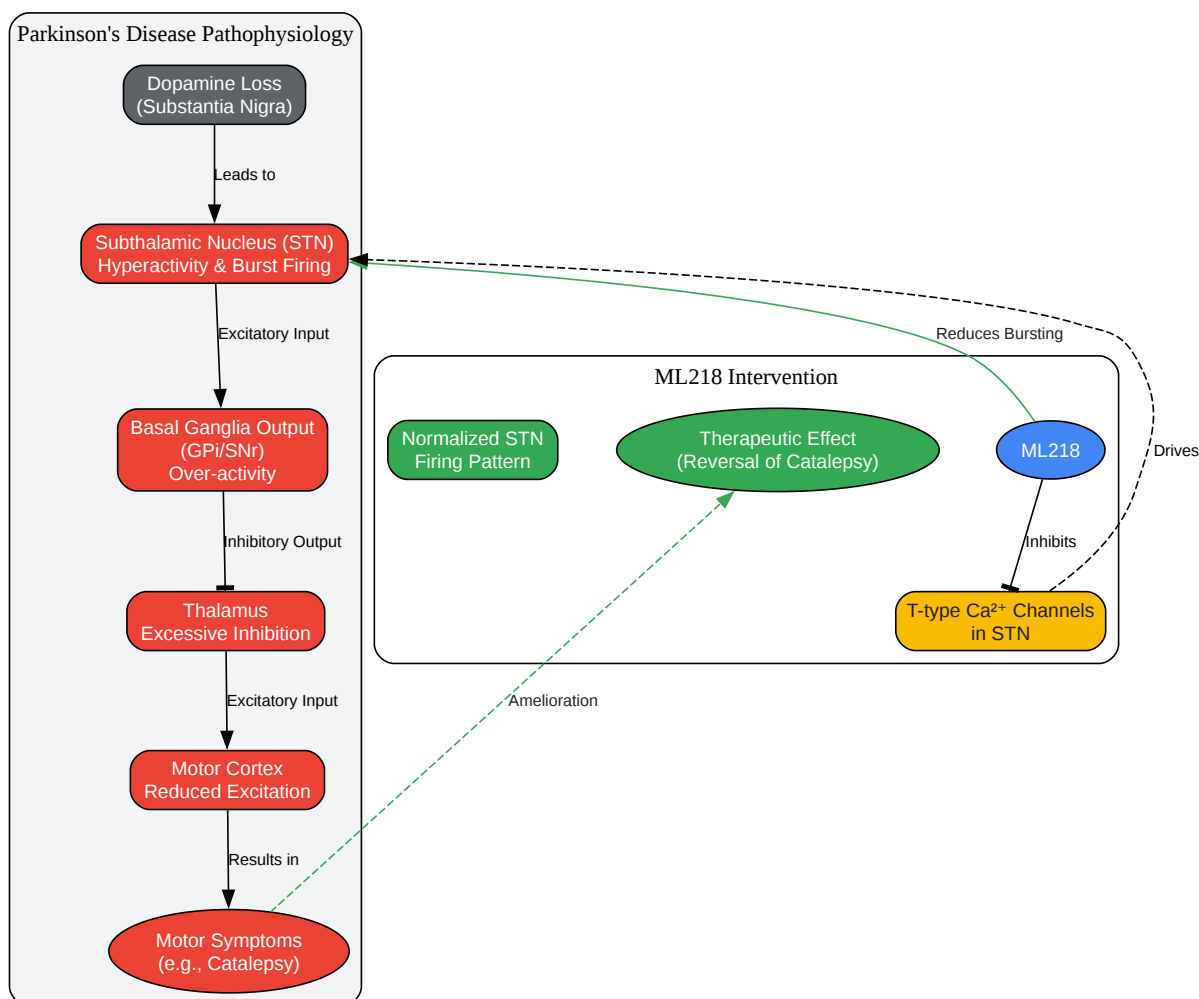 Parkinson's Disease Pathophysiology
Dopamine Loss
(Substantia Nigra)
Leads to
Subthalamic Nucleus (STN)
Hyperactivity & Burst Firing
Excitatory Input
Basal Ganglia Output
(GPi/SNr)
Over-activity
Inhibitory Output
Thalamus
Excessive Inhibition
Excitatory Input
Motor Cortex
Reduced Excitation
Results in
Motor Symptoms
(e.g., Catalepsy)
Reduces Bursting
ML218 Intervention
Normalized STN
Firing Pattern
Therapeutic Effect
(Reversal of Catalepsy)
ML218
Drives
Inhibits
T-type Ca²⁺ Channels
in STN
Amelioration